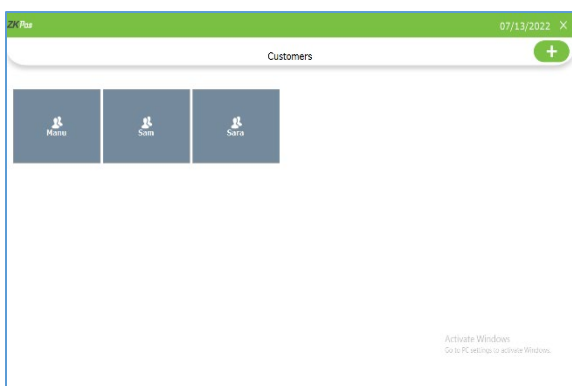 ZKPos
07/13/2022 X
Customers
+
Manu
Sam
Sara
Activate Windows
Go to PC settings to activate Windows.